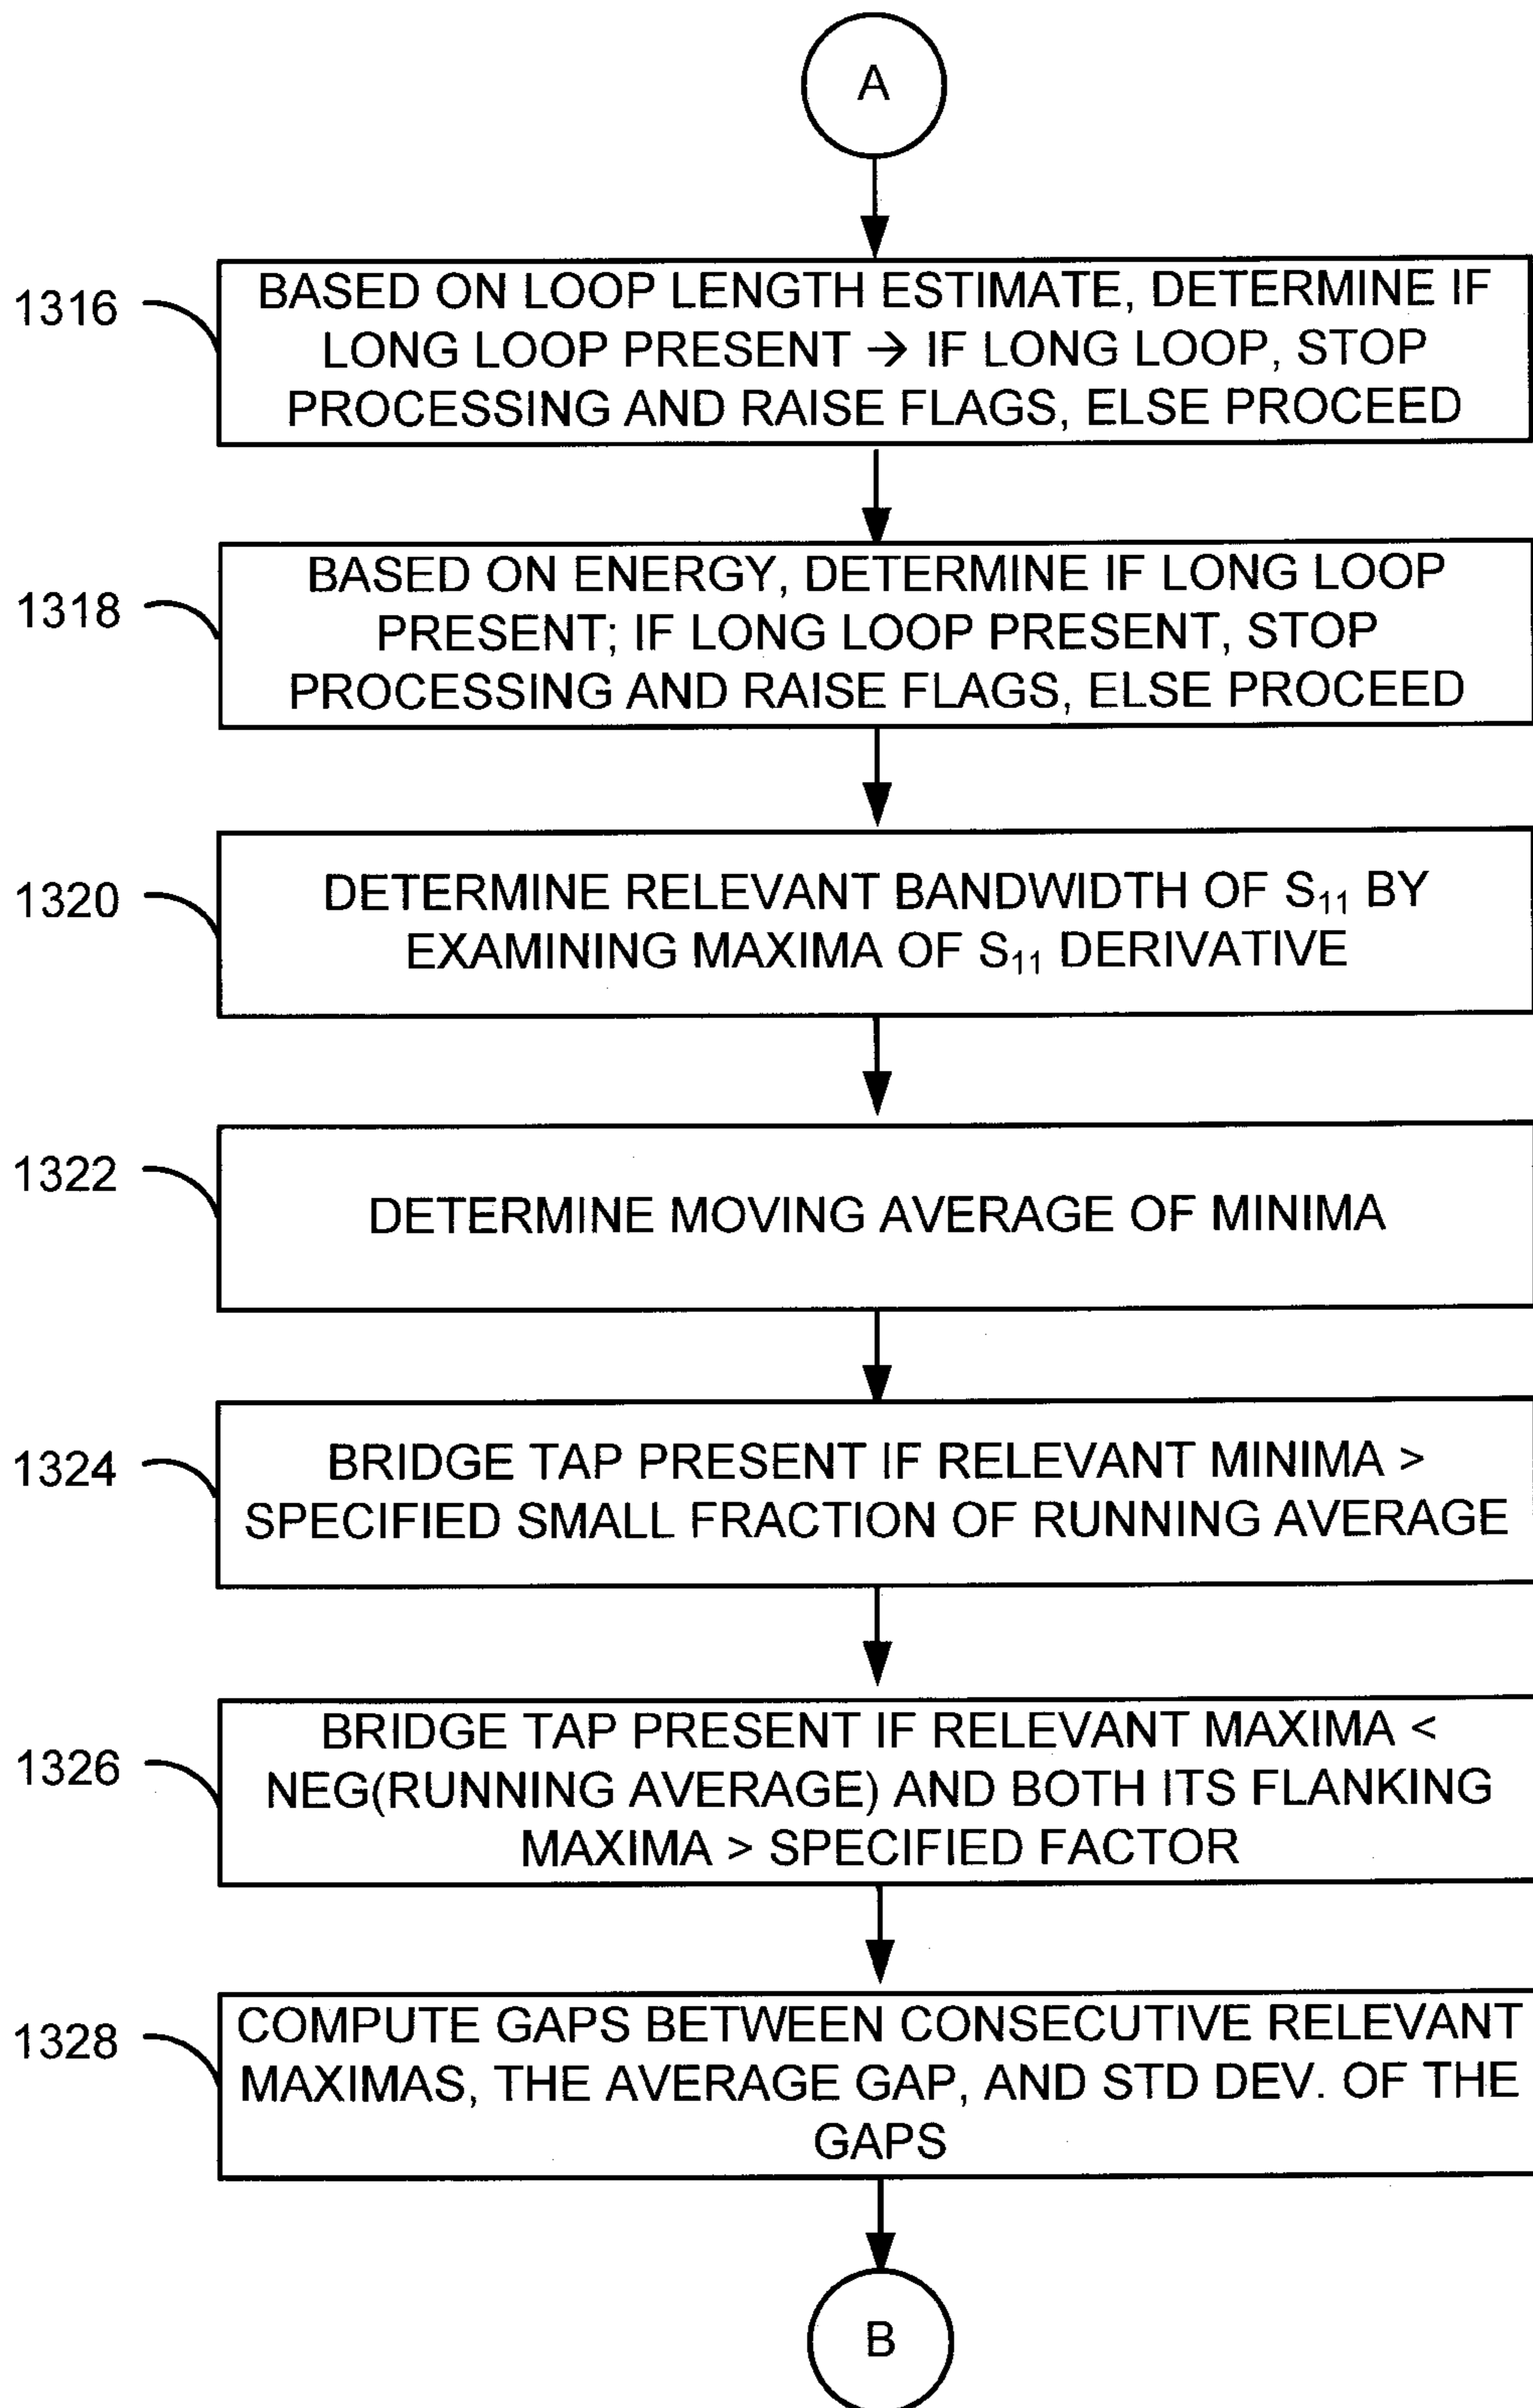 A
1316
BASED ON LOOP LENGTH ESTIMATE, DETERMINE IF
LONG LOOP PRESENT → IF LONG LOOP, STOP
PROCESSING AND RAISE FLAGS, ELSE PROCEED
1318
BASED ON ENERGY, DETERMINE IF LONG LOOP
PRESENT; IF LONG LOOP PRESENT, STOP
PROCESSING AND RAISE FLAGS, ELSE PROCEED
1320
DETERMINE RELEVANT BANDWIDTH OF S₁₁ BY
EXAMINING MAXIMA OF S₁₁ DERIVATIVE
1322
DETERMINE MOVING AVERAGE OF MINIMA
1324
BRIDGE TAP PRESENT IF RELEVANT MINIMA >
SPECIFIED SMALL FRACTION OF RUNNING AVERAGE
1326
BRIDGE TAP PRESENT IF RELEVANT MAXIMA <
NEG(RUNNING AVERAGE) AND BOTH ITS FLANKING
MAXIMA > SPECIFIED FACTOR
1328
COMPUTE GAPS BETWEEN CONSECUTIVE RELEVANT
MAXIMAS, THE AVERAGE GAP, AND STD DEV. OF THE
GAPS
B